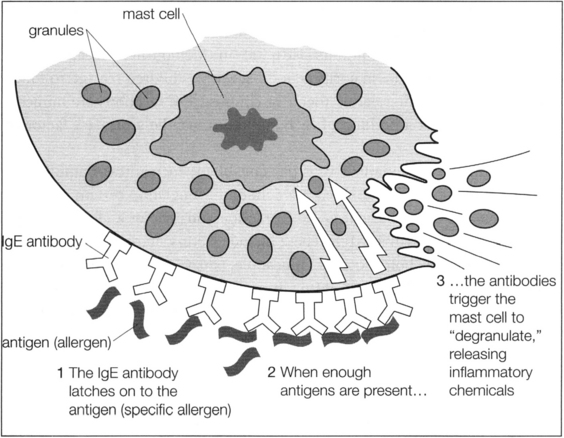 mast cell
granules
IgE antibody
antigen (allergen)
1 The IgE antibody
latches on to the
antigen (specific allergen)
2 When enough
antigens are present…
3 …the antibodies
trigger the
mast cell to
“degranulate,”
releasing
inflammatory
chemicals